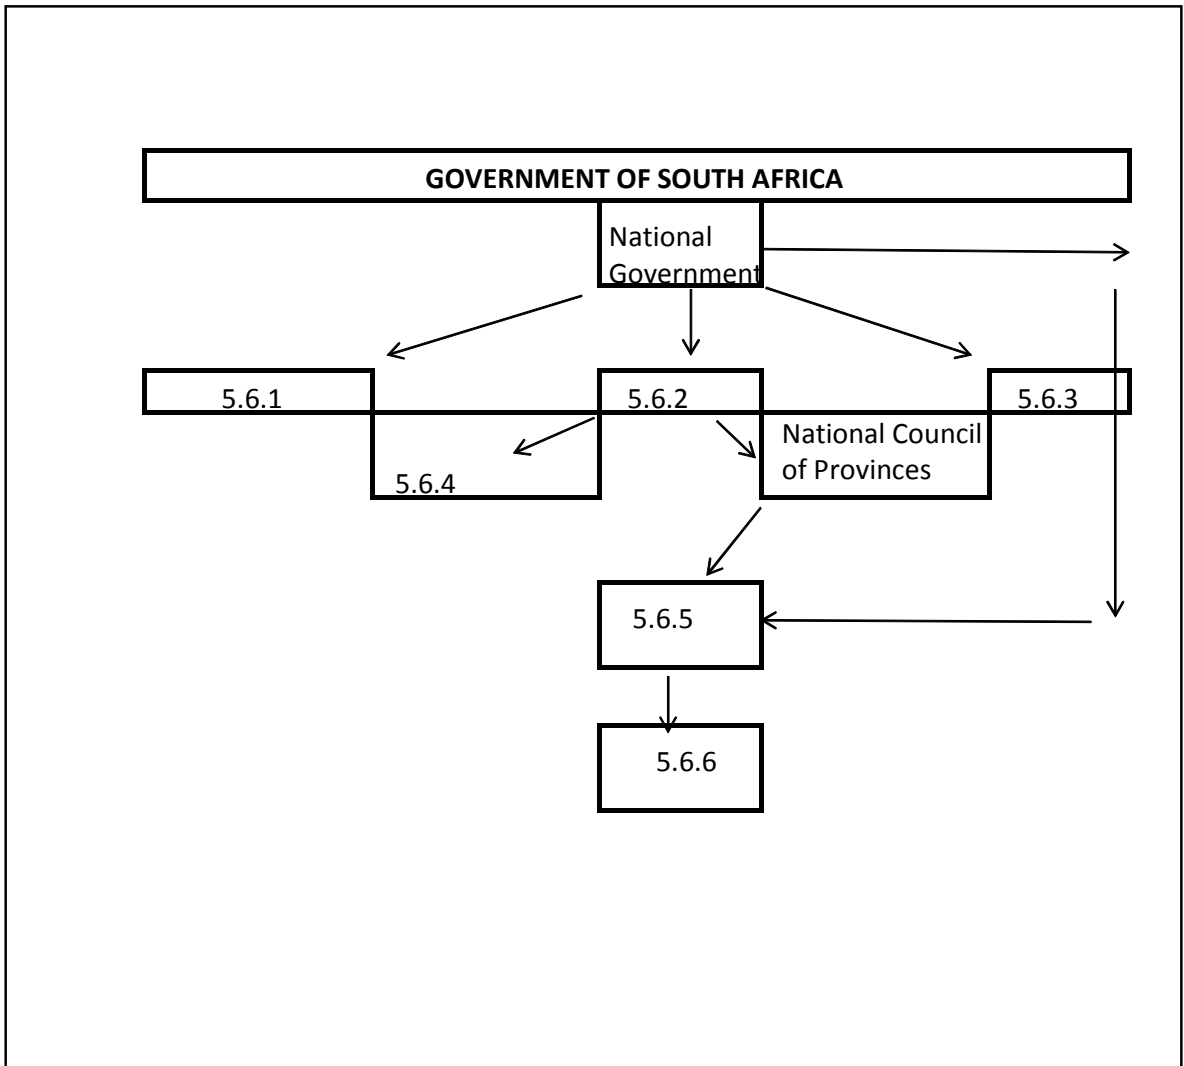 GOVERNMENT OF SOUTH AFRICA
National
Government
5.6.1
5.6.2
5.6.3
5.6.4
National Council
of Provinces
5.6.5
5.6.6